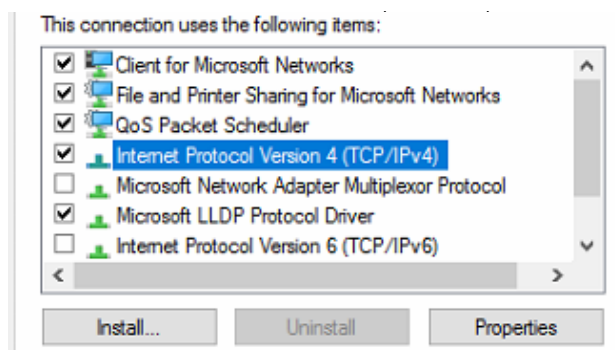 This connection uses the following items:
Client for Microsoft Networks
File and Printer Sharing for Microsoft Networks
QoS Packet Scheduler
Internet Protocol Version 4 (TCP/IPv4)
Microsoft Network Adapter Multiplexor Protocol
Microsoft LLDP Protocol Driver
Internet Protocol Version 6 (TCP/IPv6)
Install... Uninstall Properties